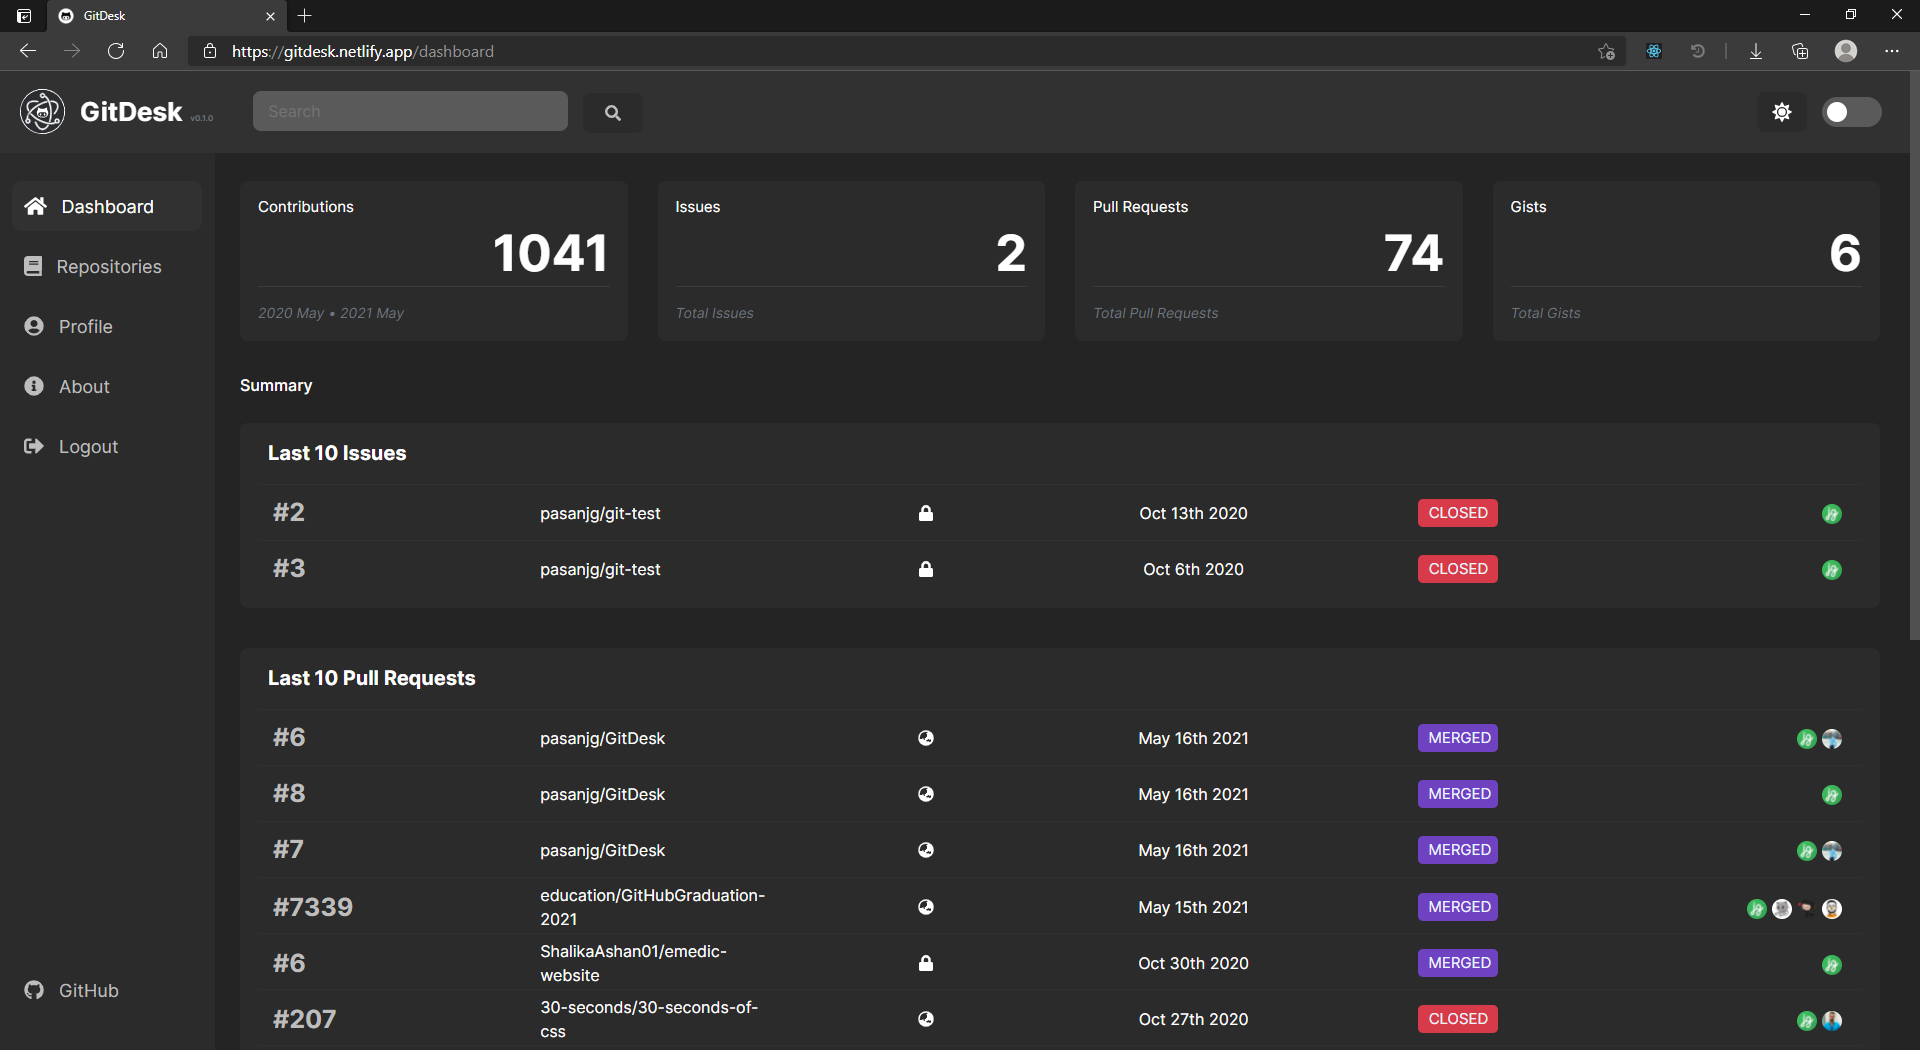 GitDesk
https://gitdesk.netlify.app/dashboard
GitDesk v0.1.0
Search
Dashboard
Repositories
Profile
About
Logout
GitHub
Contributions
1041
2020 May • 2021 May
Issues
2
Total Issues
Pull Requests
74
Total Pull Requests
Gists
6
Total Gists
Summary
Last 10 Issues
#2 pasanjg/git-test Oct 13th 2020 CLOSED
#3 pasanjg/git-test Oct 6th 2020 CLOSED
Last 10 Pull Requests
#6 pasanjg/GitDesk May 16th 2021 MERGED
#8 pasanjg/GitDesk May 16th 2021 MERGED
#7 pasanjg/GitDesk May 16th 2021 MERGED
#7339 education/GitHubGraduation-
2021 May 15th 2021 MERGED
#6 ShalikaAshan01/emedic-
website Oct 30th 2020 MERGED
#207 30-seconds/30-seconds-of-
css Oct 27th 2020 CLOSED